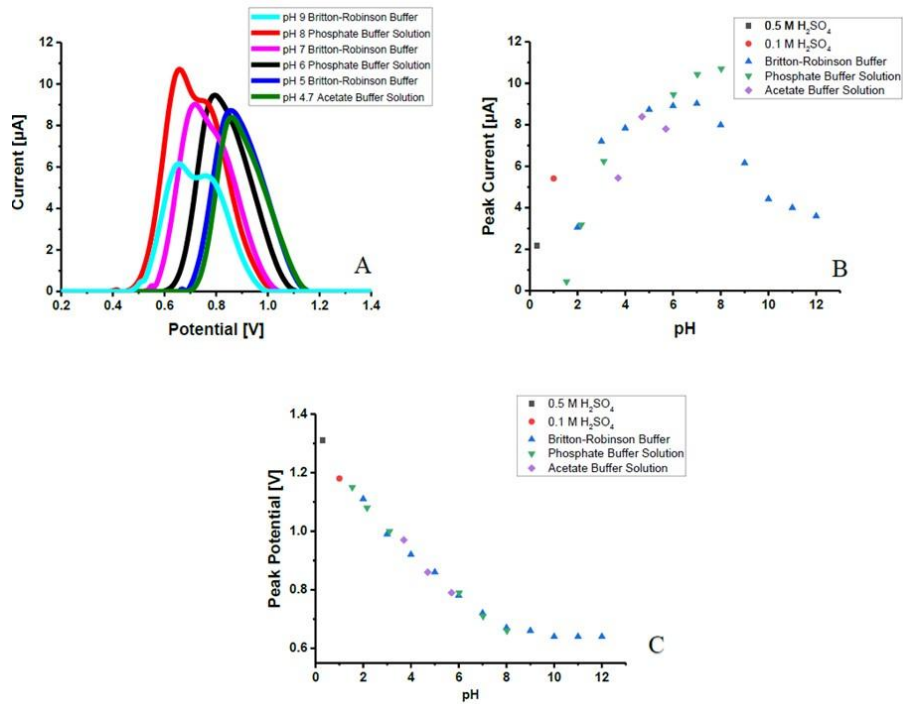 pH 9 Britton-Robinson Buffer
pH 8 Phosphate Buffer Solution
pH 7 Britton-Robinson Buffer
pH 6 Phosphate Buffer Solution
pH 5 Britton-Robinson Buffer
pH 4.7 Acetate Buffer Solution
12
10
8
6
4
2
0
Current [µA]
0.2 0.4 0.6 0.8 1.0 1.2 1.4
Potential [V]
A
0.5 M H₂SO₄
0.1 M H₂SO₄
Britton-Robinson Buffer
Phosphate Buffer Solution
Acetate Buffer Solution
12
10
8
6
4
2
0
Peak Current [µA]
0 2 4 6 8 10 12
pH
B
0.5 M H₂SO₄
0.1 M H₂SO₄
Britton-Robinson Buffer
Phosphate Buffer Solution
Acetate Buffer Solution
1.4
1.2
1.0
0.8
0.6
Peak Potential [V]
0 2 4 6 8 10 12
pH
C